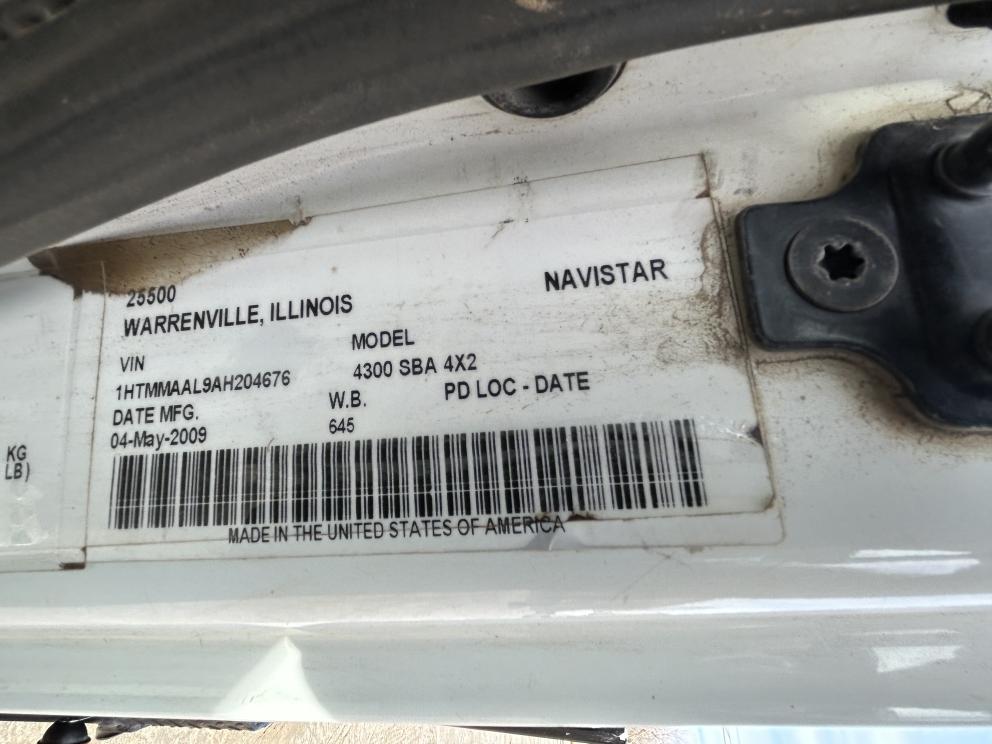 25500
WARRENVILLE, ILLINOIS
NAVISTAR
VIN
MODEL
1HTMMAAL9AH204676
4300 SBA 4X2
DATE MFG.
W.B.
PD LOC - DATE
04-May-2009
645
KG
LB)
MADE IN THE UNITED STATES OF AMERICA